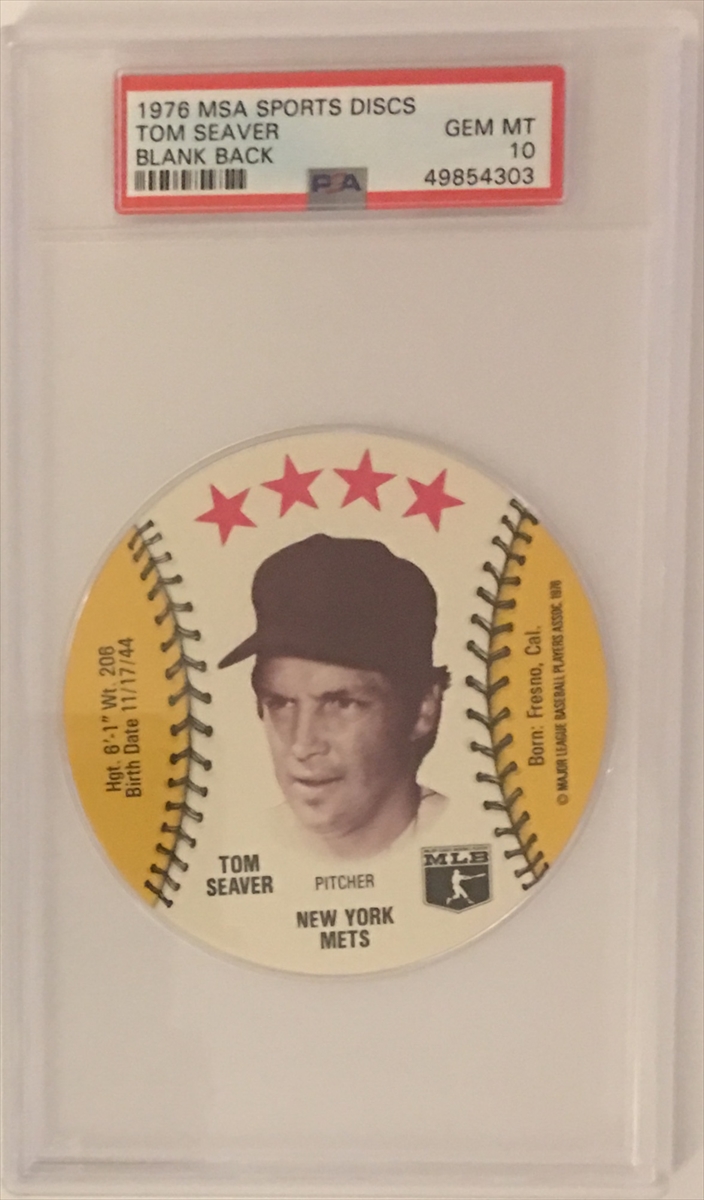 1976 MSA SPORTS DISCS
TOM SEAVER GEM MT
BLANK BACK 10
PSA 49854303
Hgt. 6'-1" Wt. 206
Birth Date 11/17/44
Born: Fresno, Cal.
© MAJOR LEAGUE BASEBALL PLAYERS ASSOC. 1976
TOM
SEAVER
PITCHER
MLB
NEW YORK
METS